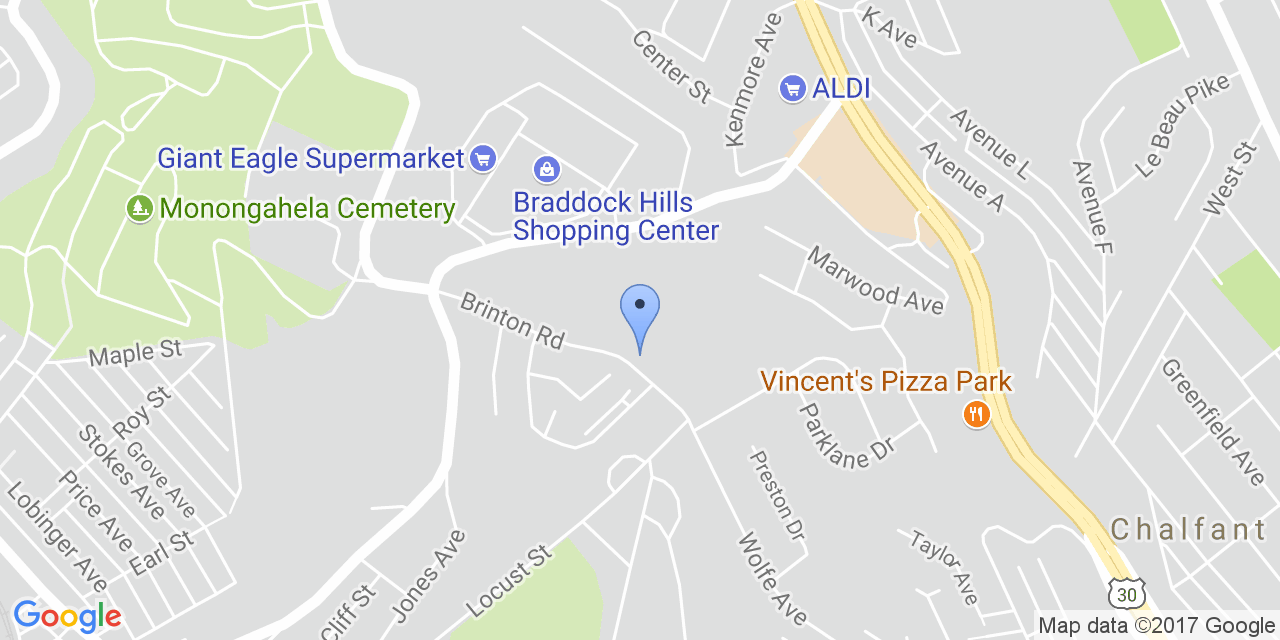 K Ave
Center St
Kenmore Ave
ALDI
Le Beau Pike
Avenue L
Avenue A
West St
Giant Eagle Supermarket
Avenue F
Braddock Hills
Shopping Center
Monongahela Cemetery
Marwood Ave
Brinton Rd
Maple St
Vincent's Pizza Park
Greenfield Ave
Roy St
Parklane Dr
Grove Ave
Stokes Ave
Preston Dr
Price Ave
Lobinger Ave
Earl St
Chalfant
Jones Ave
Locust St
Wolfe Ave
Taylor Ave
Cliff St
30
Google
Map data ©2017 Google